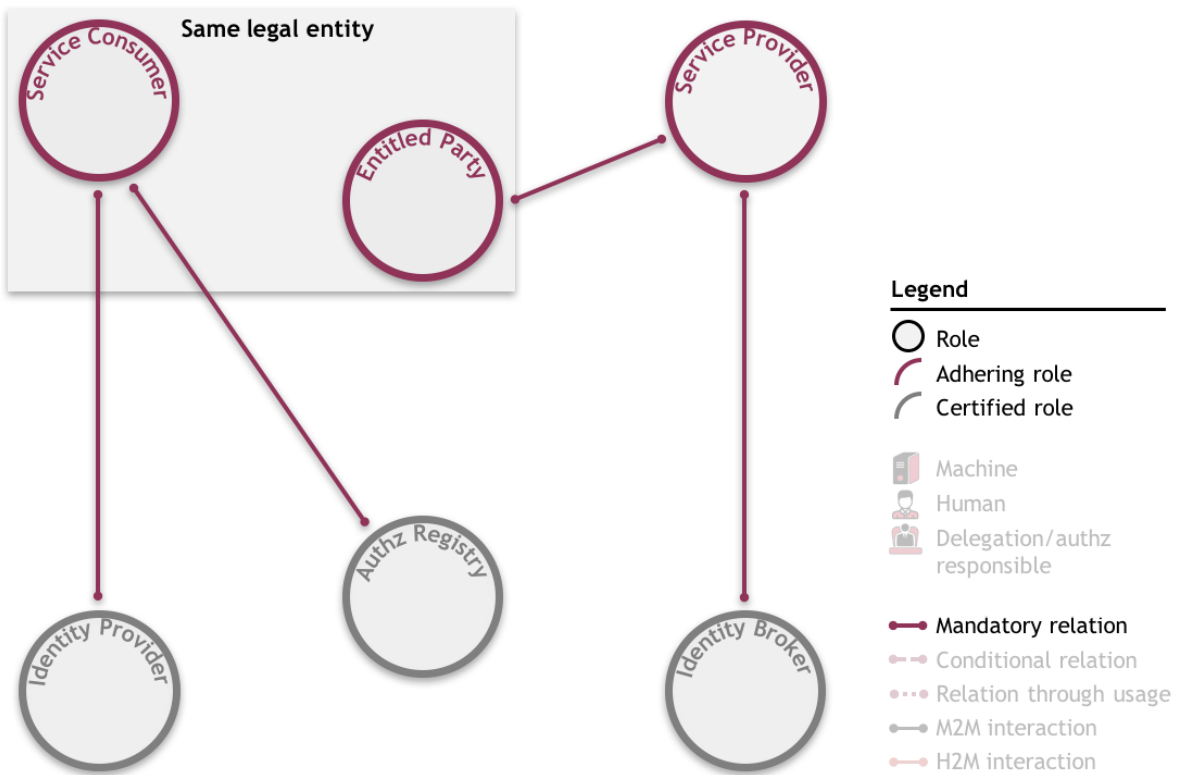 Same legal entity
Service Consumer
Service Provider
Entitled Party
Authz Registry
Identity Provider
Identity Broker
Legend
Role
Adhering role
Certified role
Machine
Human
Delegation/authz
responsible
Mandatory relation
Conditional relation
Relation through usage
M2M interaction
H2M interaction